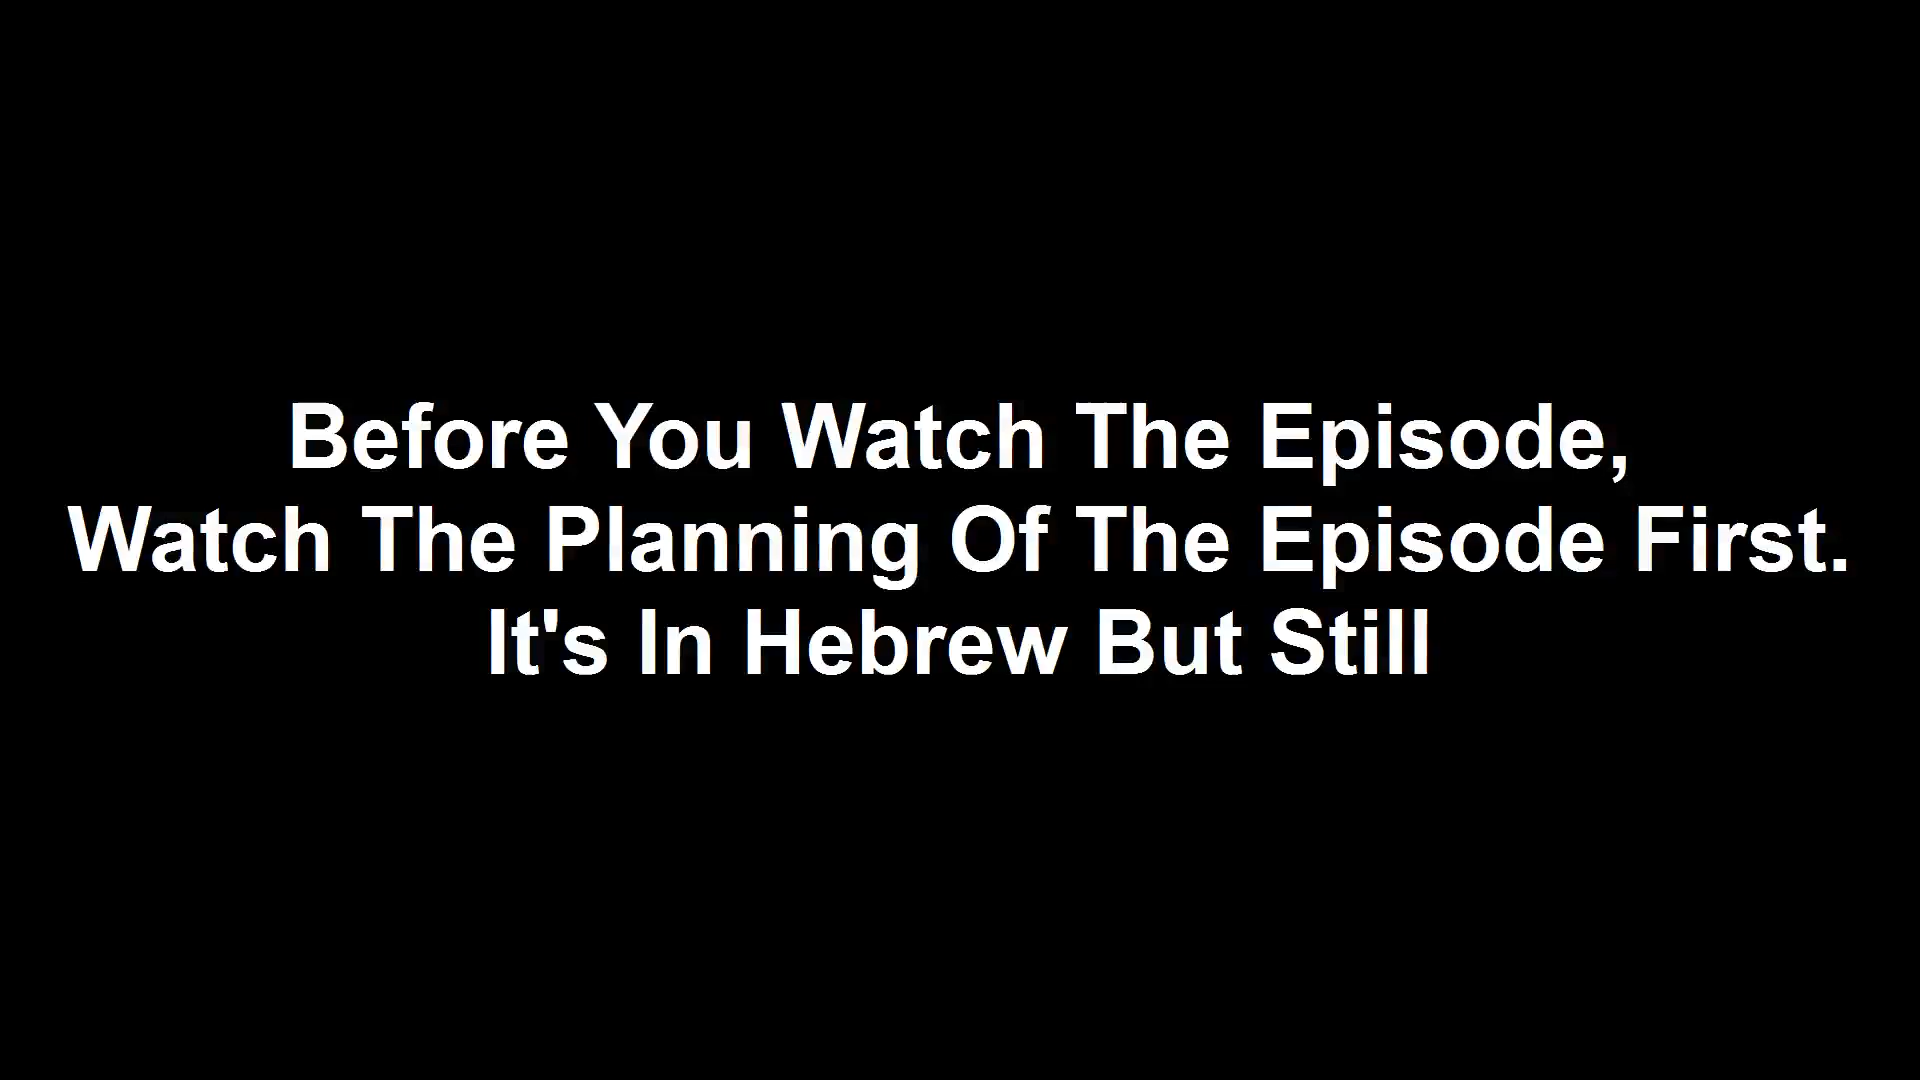 Before You Watch The Episode,
Watch The Planning Of The Episode First.
It's In Hebrew But Still